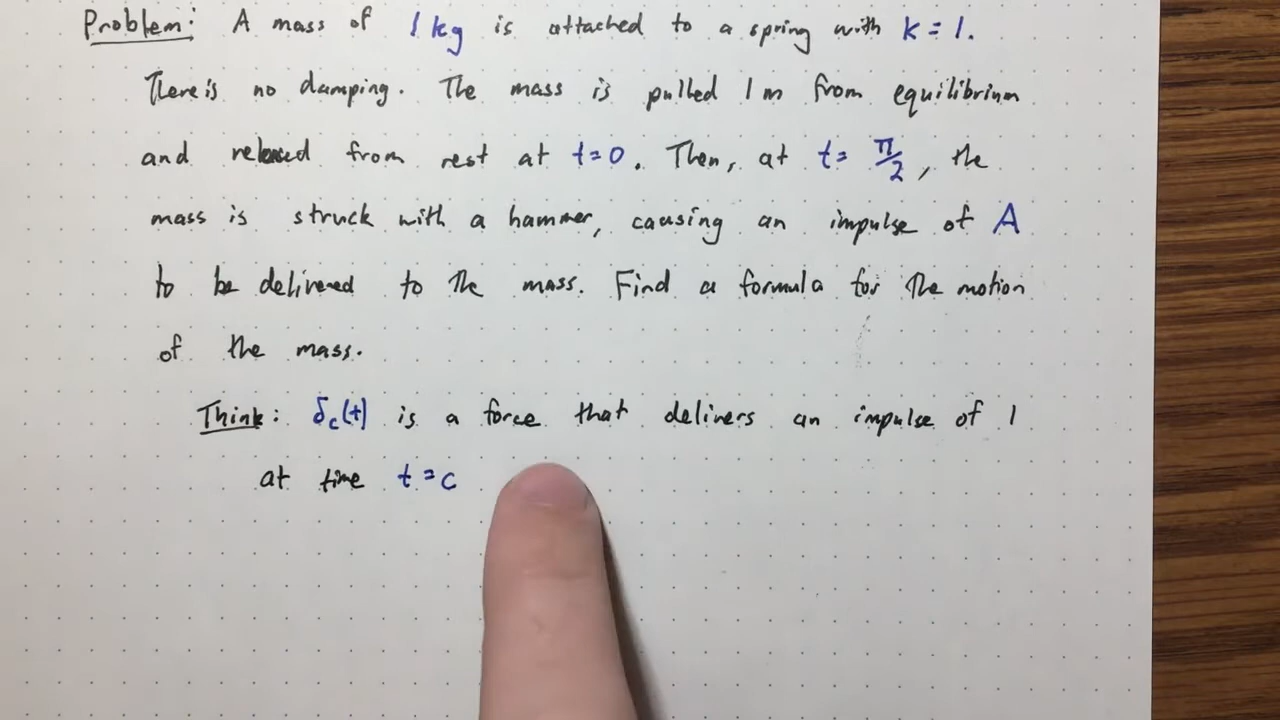 Problem: A mass of 1 kg is attached to a spring with k = 1.
There is no damping. The mass is pulled 1 m from equilibrium
and released from rest at t=0. Then, at t = π/2, the
mass is struck with a hammer, causing an impulse of A
to be delivered to the mass. Find a formula for the motion
of the mass.
Think: δc(t) is a force that delivers an impulse of 1
at time t = c